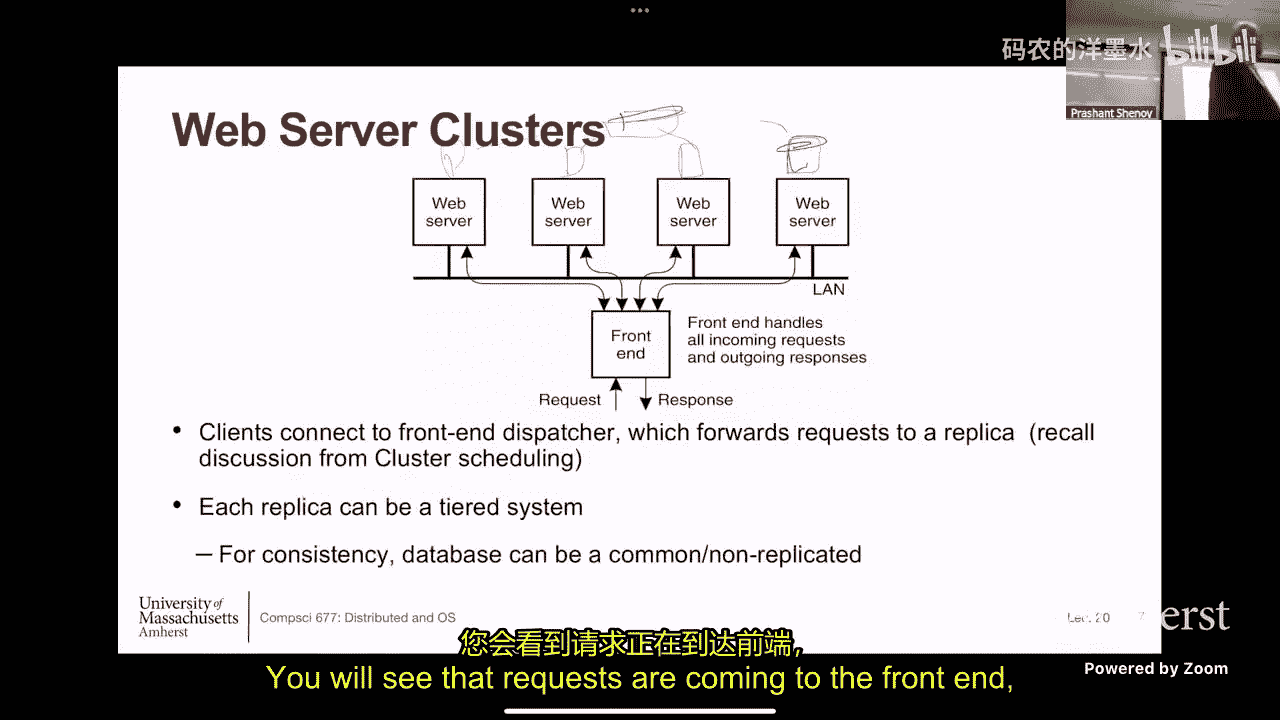 码农的洋墨水 bilibili
Prashant Shenoy
Web Server Clusters
Web server
Web server
Web server
Web server
LAN
Front end
Front end handles
all incoming requests
and outgoing responses
Request
Response
• Clients connect to front-end dispatcher, which forwards requests to a replica (recall
discussion from Cluster scheduling)
• Each replica can be a tiered system
– For consistency, database can be a common/non-replicated
University of
Massachusetts
Amherst
Compsci 677: Distributed and OS
Lec. 20
7
erst
您会看到请求正在到达前端，
You will see that requests are coming to the front end,
Powered by Zoom